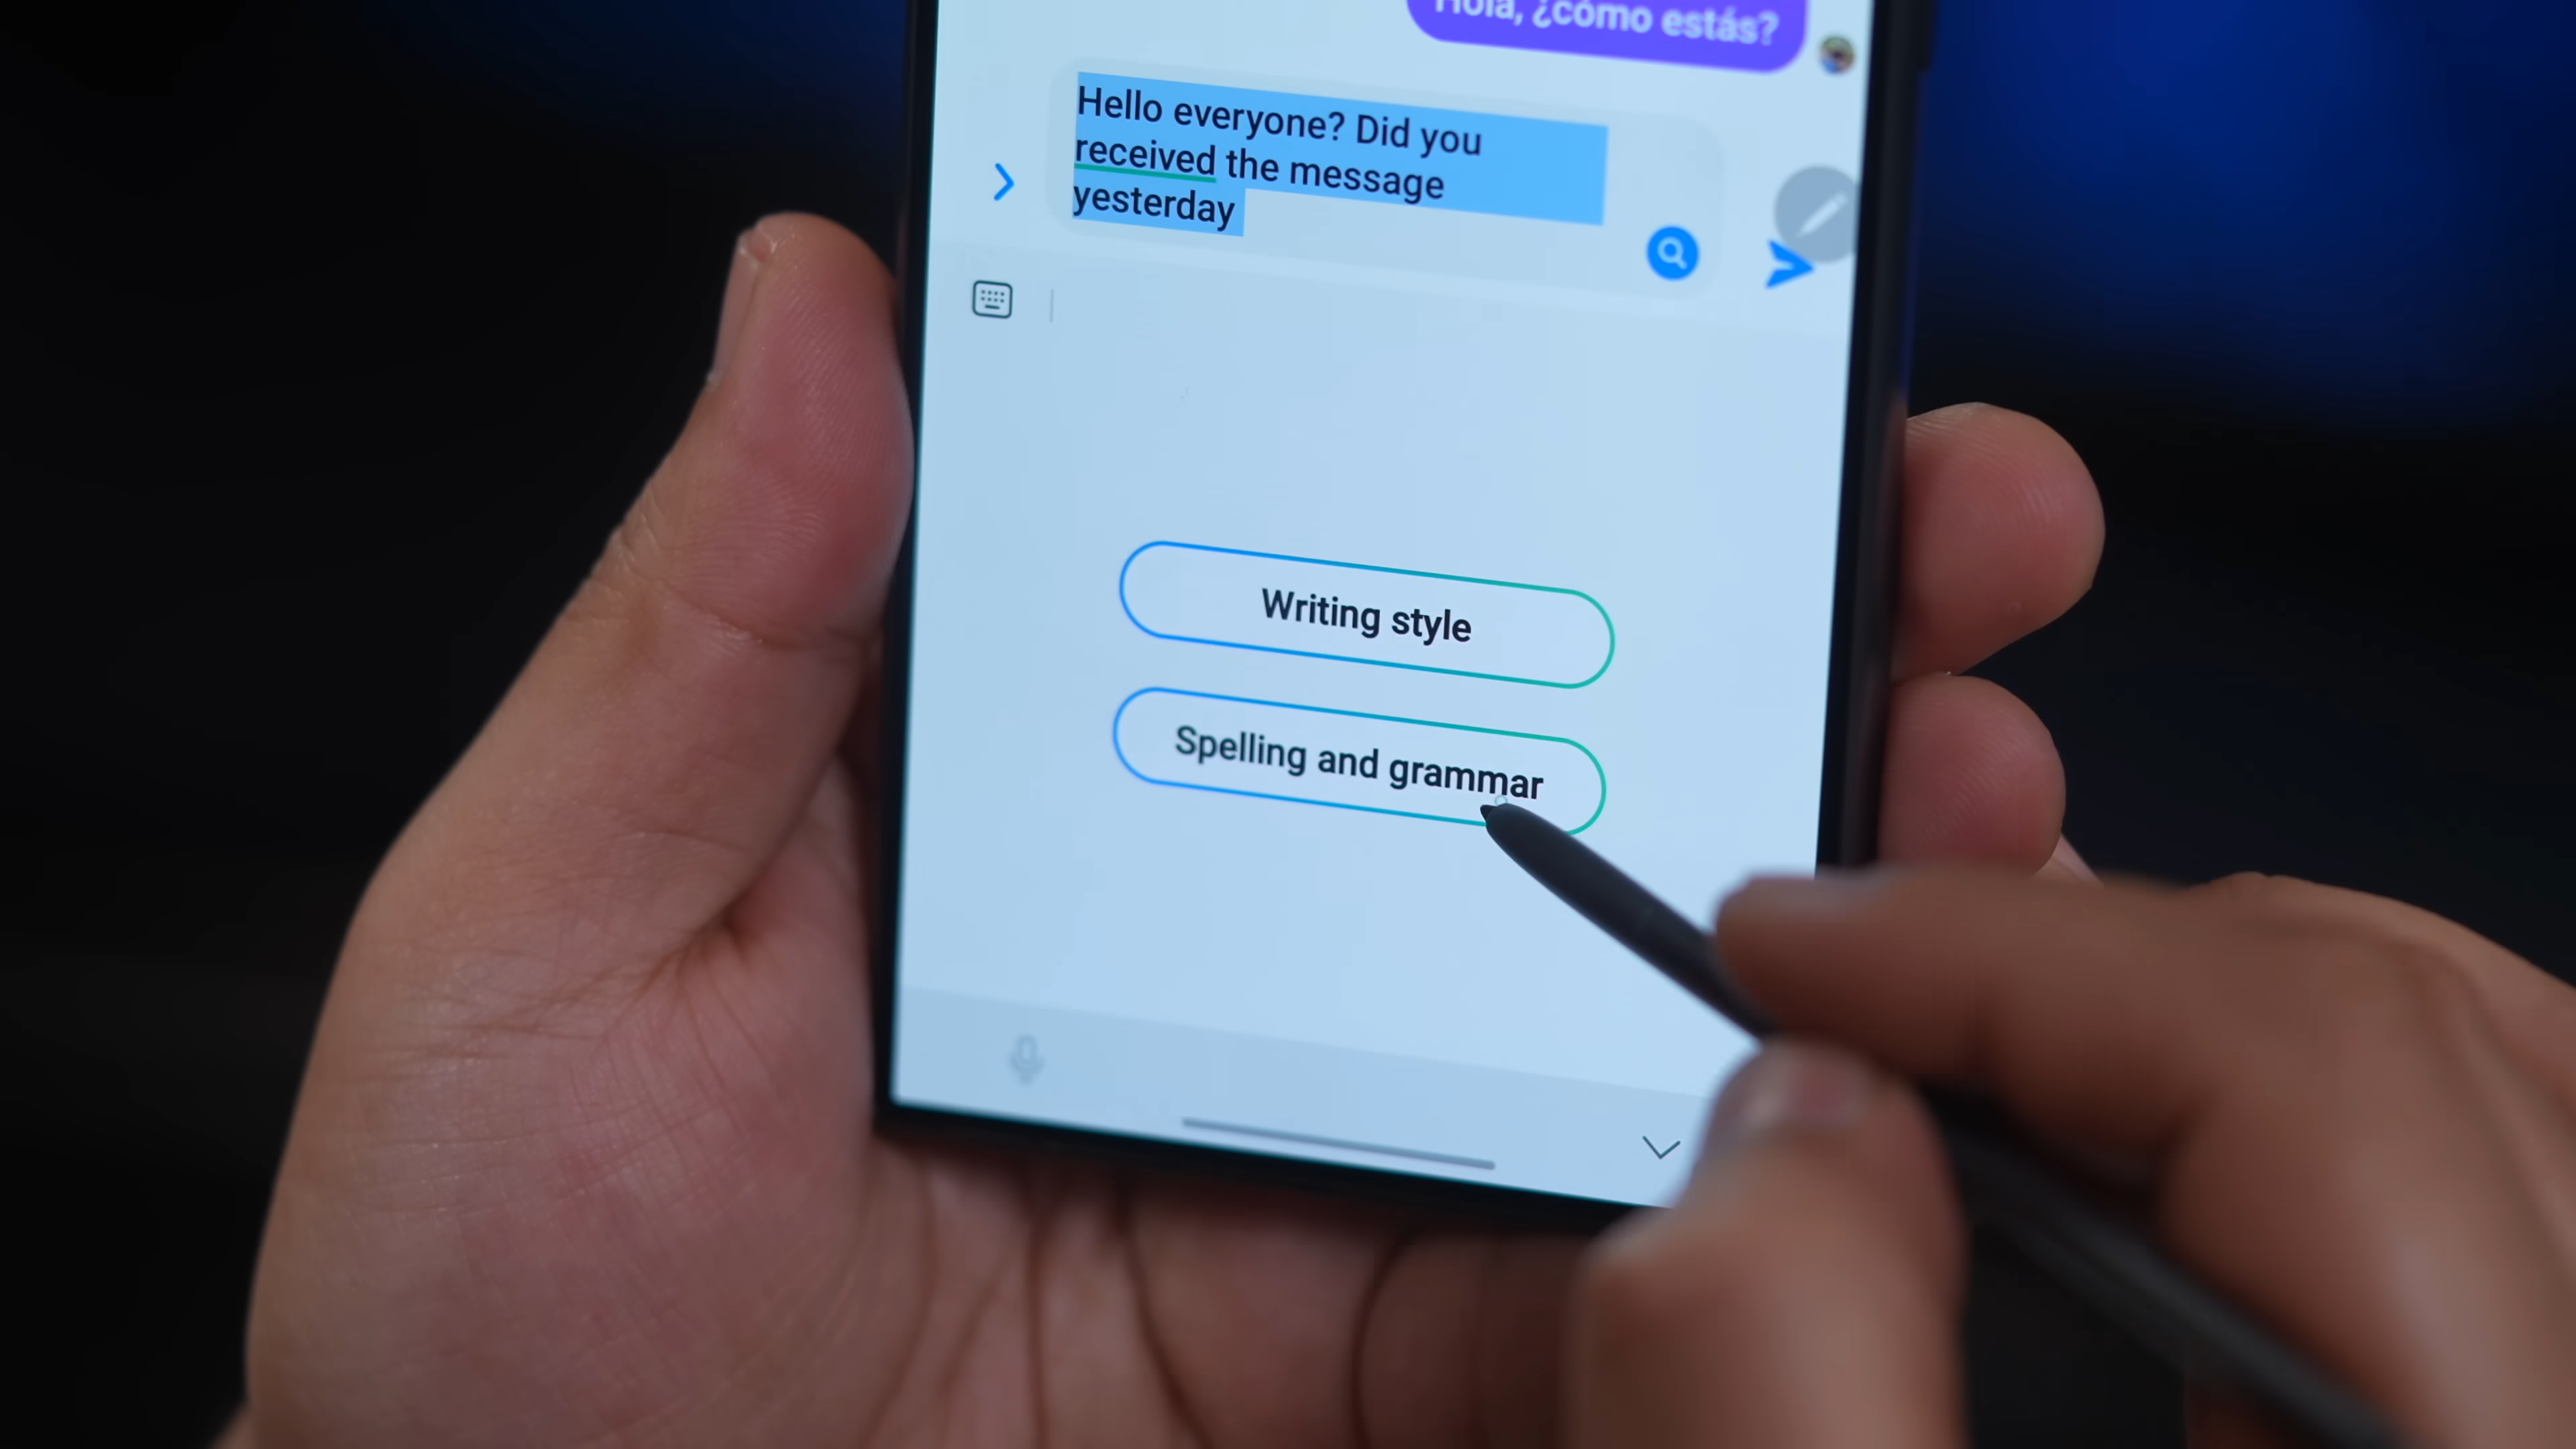 Hola, ¿cómo estás?
Hello everyone? Did you
received the message
yesterday
Writing style
Spelling and grammar